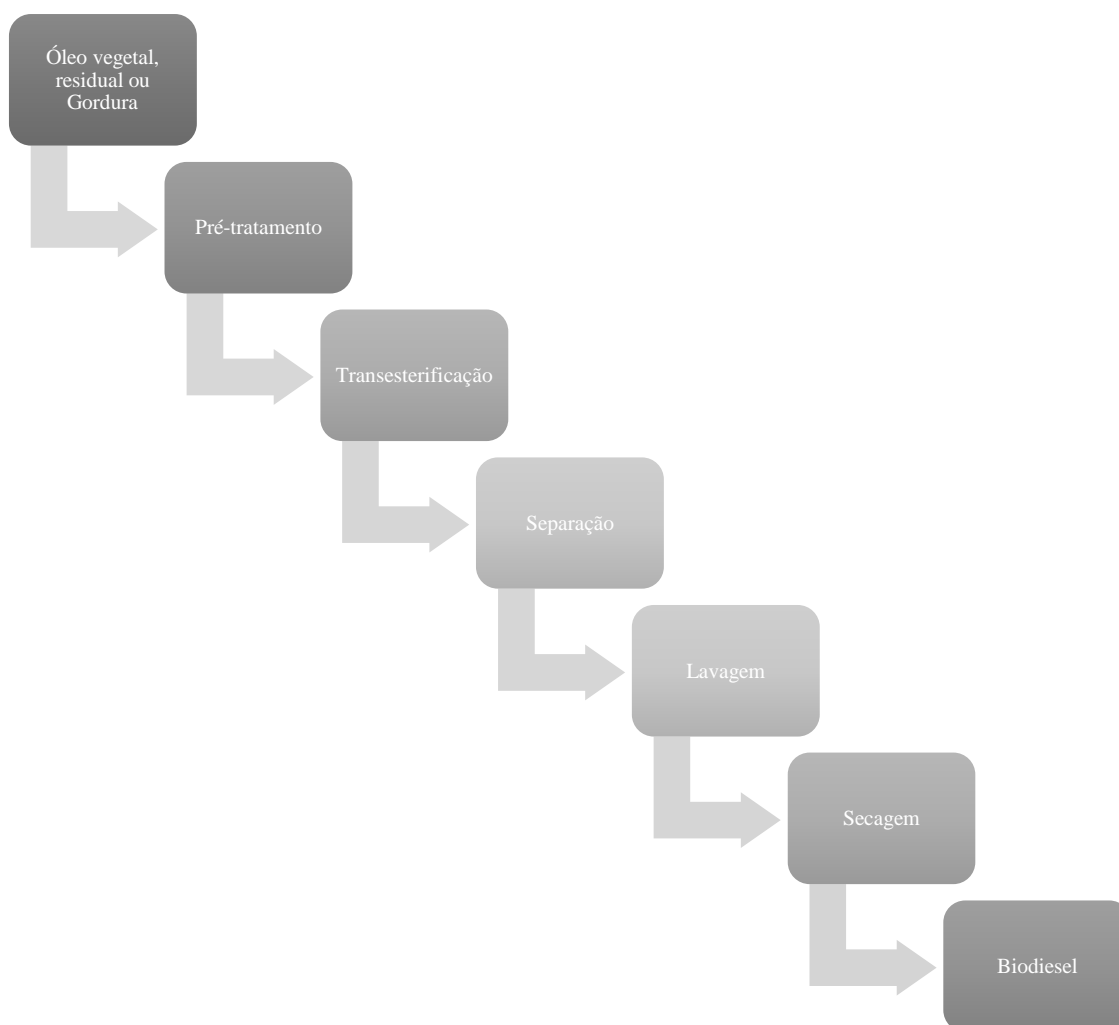 Óleo vegetal,
residual ou
Gordura
Pré-tratamento
Transesterificação
Separação
Lavagem
Secagem
Biodiesel